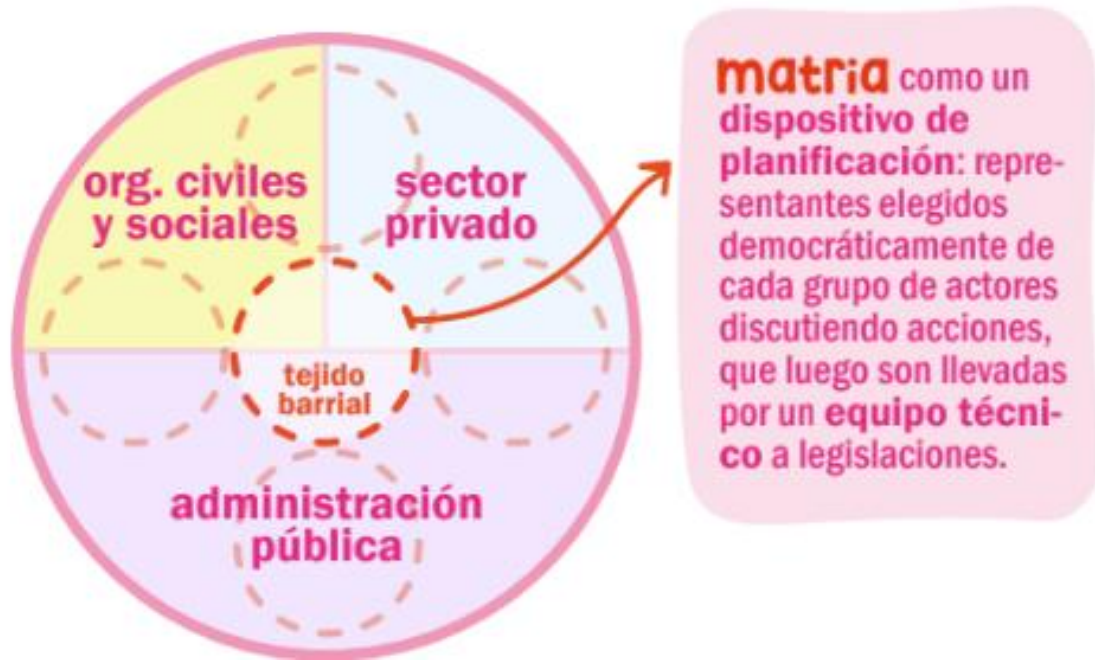 org. civiles
y sociales
sector
privado
tejido
barrial
administración
pública
matria como un
dispositivo de
planificación: repre-
sentantes elegidos
democráticamente de
cada grupo de actores
discutiendo acciones,
que luego son llevadas
por un equipo técni-
co a legislaciones.